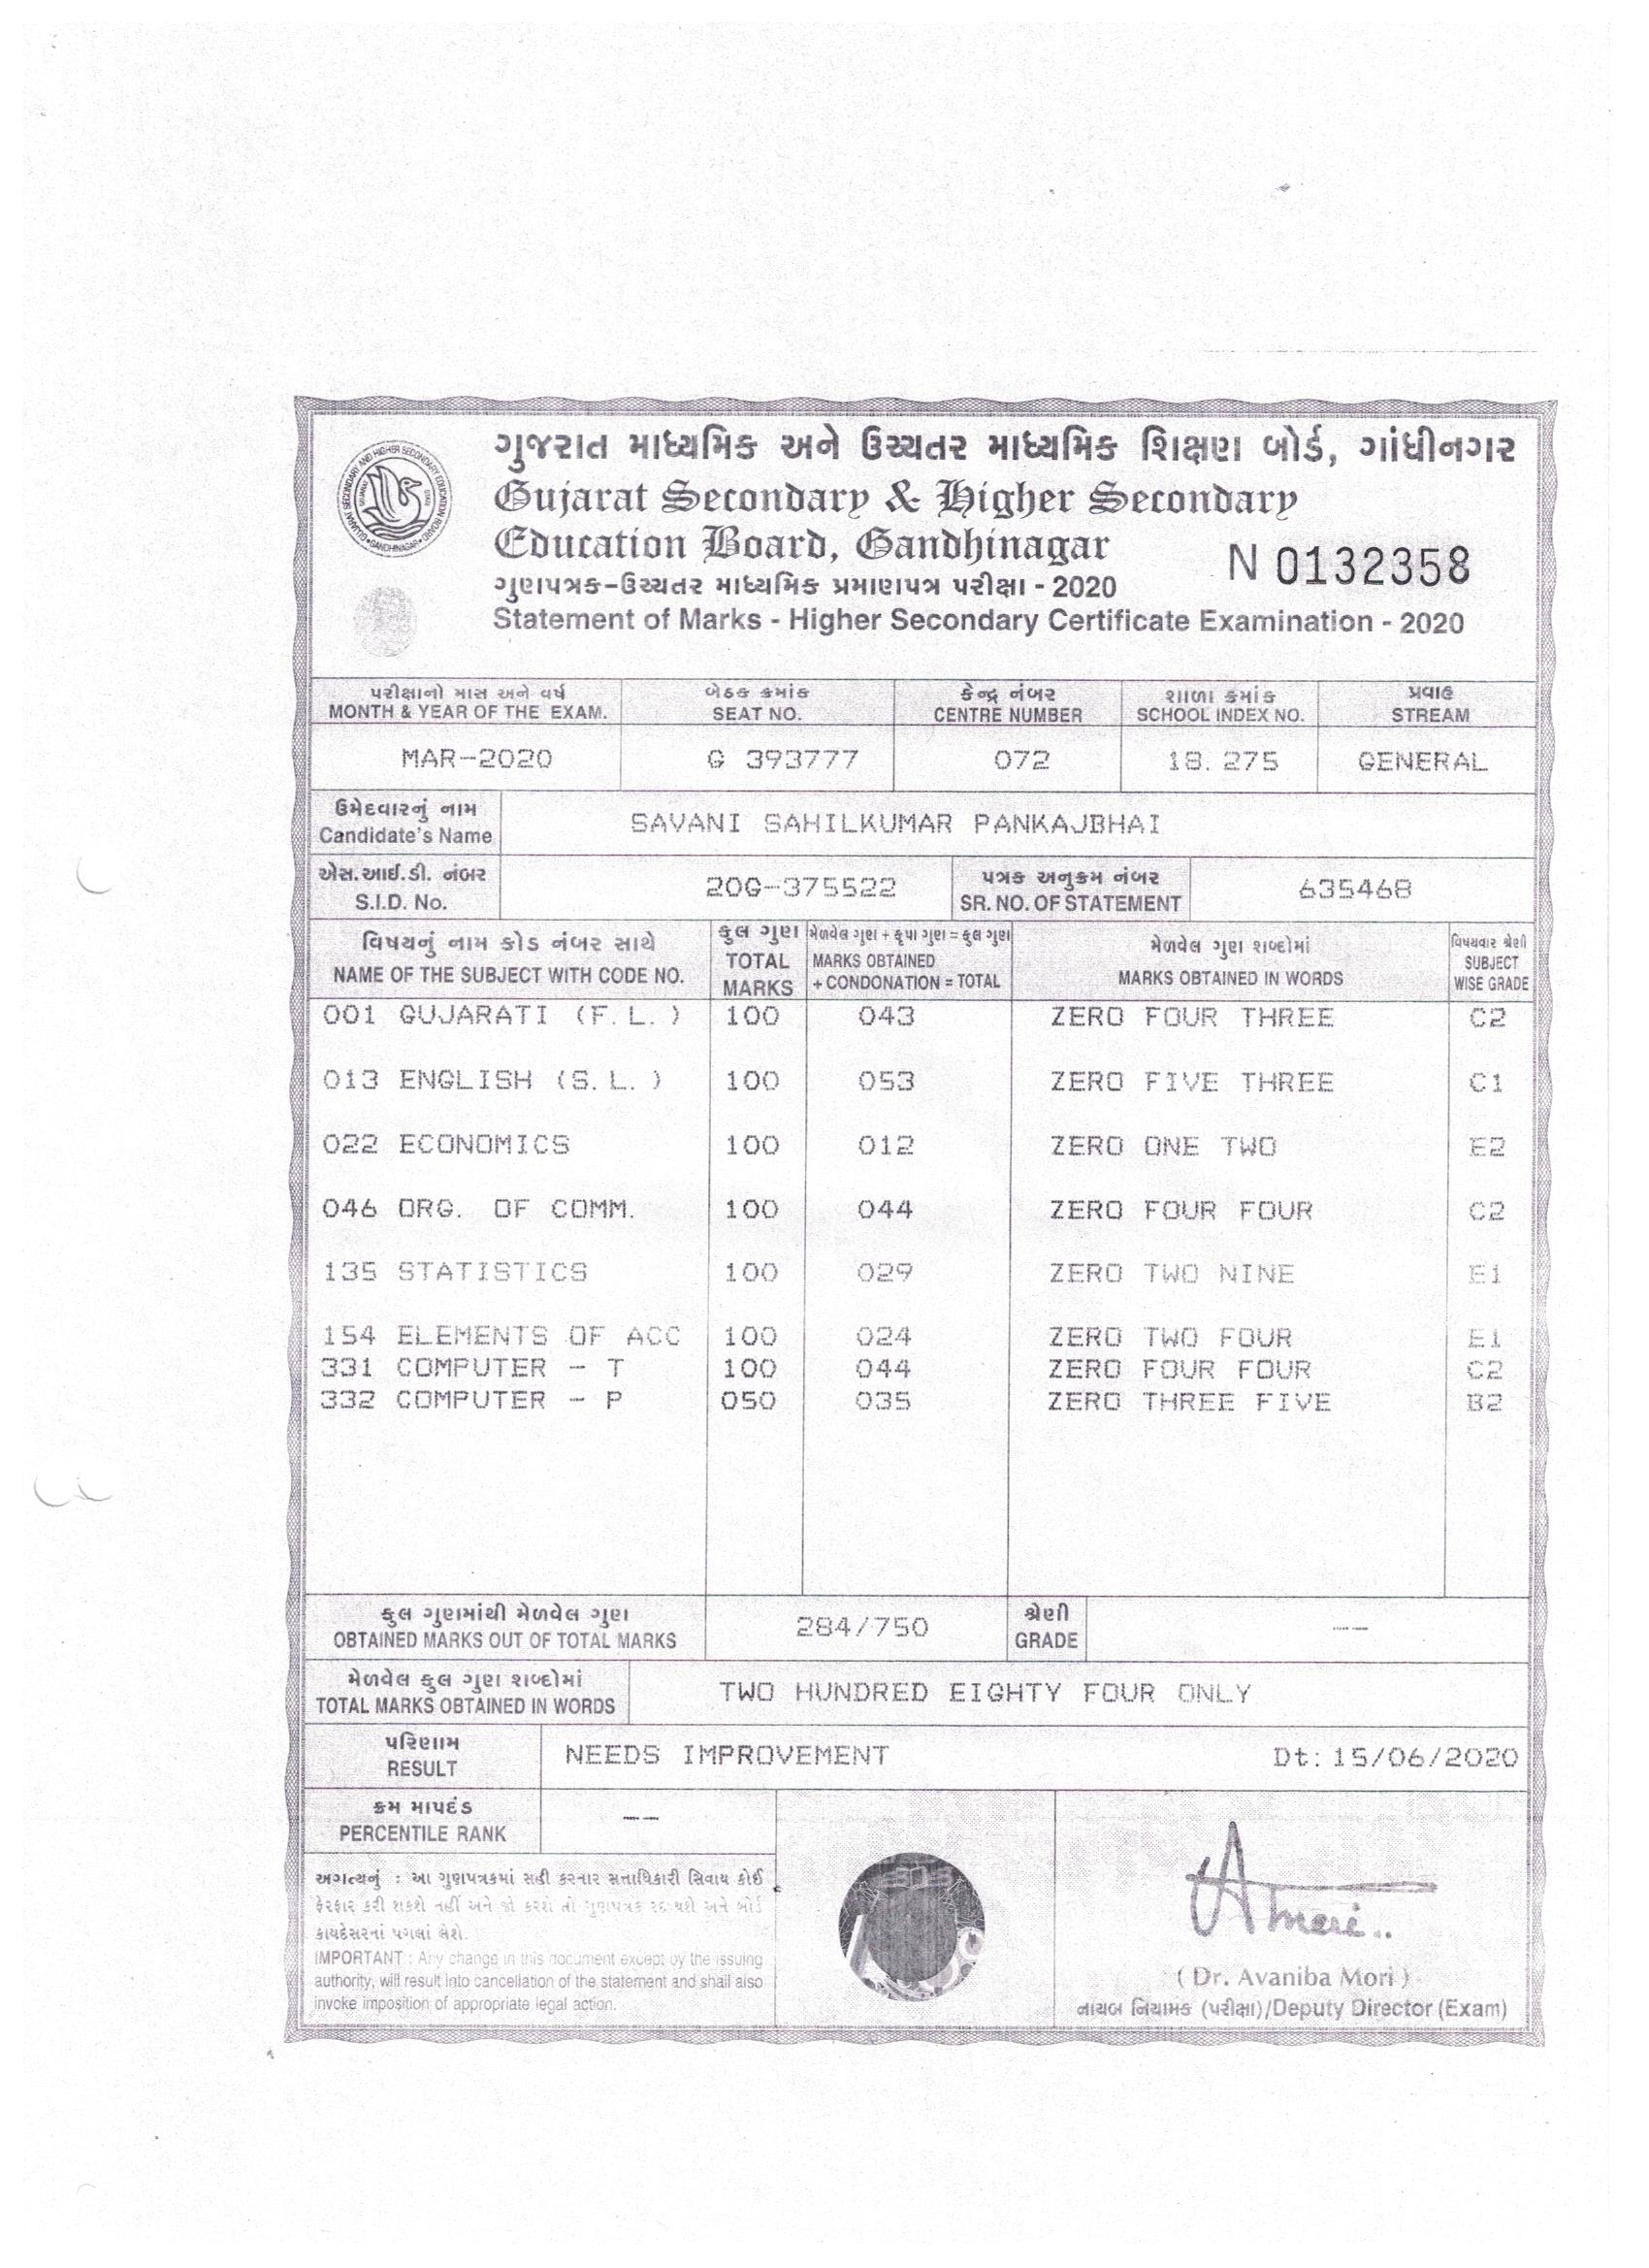 ગુજરાત માધ્યમિક અને ઉચ્ચતર માધ્યમિક શિક્ષણ બોર્ડ, ગાંધીનગર
Gujarat Secondary & Higher Secondary
Education Board, Gandhinagar
N 0132358
ગુણપત્રક-ઉચ્ચતર માધ્યમિક પ્રમાણપત્ર પરીક્ષા - 2020
Statement of Marks - Higher Secondary Certificate Examination - 2020
પરીક્ષાનો માસ અને વર્ષ બેઠક ક્રમાંક કેન્દ્ર નંબર શાળા ક્રમાંક પ્રવાહ
MONTH & YEAR OF THE EXAM. SEAT NO. CENTRE NUMBER SCHOOL INDEX NO. STREAM
MAR-2020 G 393777 072 18. 275 GENERAL
ઉમેદવારનું નામ
Candidate's Name SAVANI SAHILKUMAR PANKAJBHAI
એસ.આઈ.ડી. નંબર પત્રક અનુક્રમ નંબર
S.I.D. No. 20G-375522 SR. NO. OF STATEMENT 635468
વિષયનું નામ કોડ નંબર સાથે કુલ ગુણ મેળવેલ ગુણ + કૃપા ગુણ = કુલ ગુણ મેળવેલ ગુણ શબ્દોમાં વિષયવાર શ્રેણી
NAME OF THE SUBJECT WITH CODE NO. TOTAL MARKS MARKS OBTAINED + CONDONATION = TOTAL MARKS OBTAINED IN WORDS SUBJECT WISE GRADE
001 GUJARATI (F. L. ) 100 043 ZERO FOUR THREE C2
013 ENGLISH (S. L. ) 100 053 ZERO FIVE THREE C1
022 ECONOMICS 100 012 ZERO ONE TWO E2
046 ORG. OF COMM. 100 044 ZERO FOUR FOUR C2
135 STATISTICS 100 029 ZERO TWO NINE E1
154 ELEMENTS OF ACC 100 024 ZERO TWO FOUR E1
331 COMPUTER - T 100 044 ZERO FOUR FOUR C2
332 COMPUTER - P 050 035 ZERO THREE FIVE B2
કુલ ગુણમાંથી મેળવેલ ગુણ શ્રેણી
OBTAINED MARKS OUT OF TOTAL MARKS 284/750 GRADE --
મેળવેલ કુલ ગુણ શબ્દોમાં
TOTAL MARKS OBTAINED IN WORDS TWO HUNDRED EIGHTY FOUR ONLY
પરિણામ
RESULT NEEDS IMPROVEMENT Dt: 15/06/2020
ક્રમ માપદંડ
PERCENTILE RANK --
અગત્યનું : આ ગુણપત્રકમાં સહી કરનાર સત્તાધિકારી સિવાય કોઈ
ફેરફાર કરી શકશે નહીં અને જો કરશે તો ગુણપત્રક રદ થશે અને બોર્ડ
કાયદેસરનાં પગલાં લેશે.
IMPORTANT : Any change in this document except by the issuing
authority, will result into cancellation of the statement and shall also
invoke imposition of appropriate legal action.
( Dr. Avaniba Mori )
નાયબ નિયામક (પરીક્ષા)/Deputy Director (Exam)